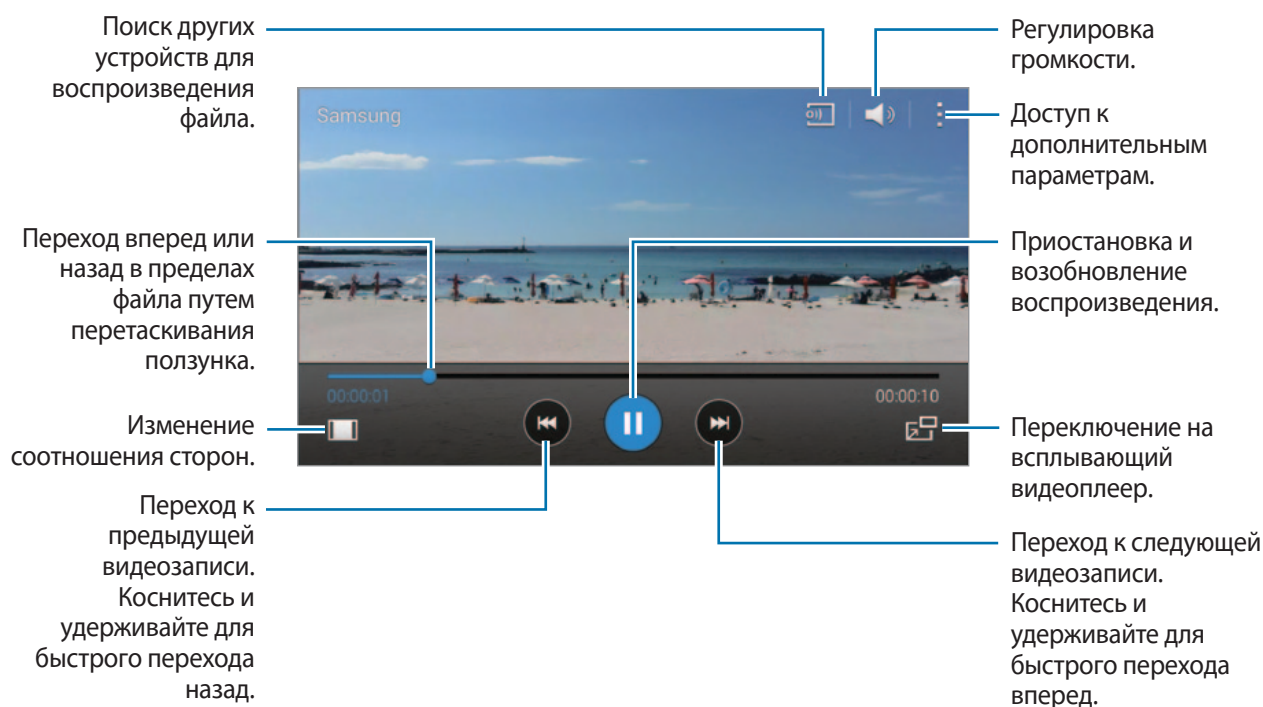 Поиск других
устройств для
воспроизведения
файла.
Переход вперед или
назад в пределах
файла путем
перетаскивания
ползунка.
Изменение
соотношения сторон.
Переход к
предыдущей
видеозаписи.
Коснитесь и
удерживайте для
быстрого перехода
назад.
Samsung
00:00:01
00:00:10
Регулировка
громкости.
Доступ к
дополнительным
параметрам.
Приостановка и
возобновление
воспроизведения.
Переключение на
всплывающий
видеоплеер.
Переход к следующей
видеозаписи.
Коснитесь и
удерживайте для
быстрого перехода
вперед.